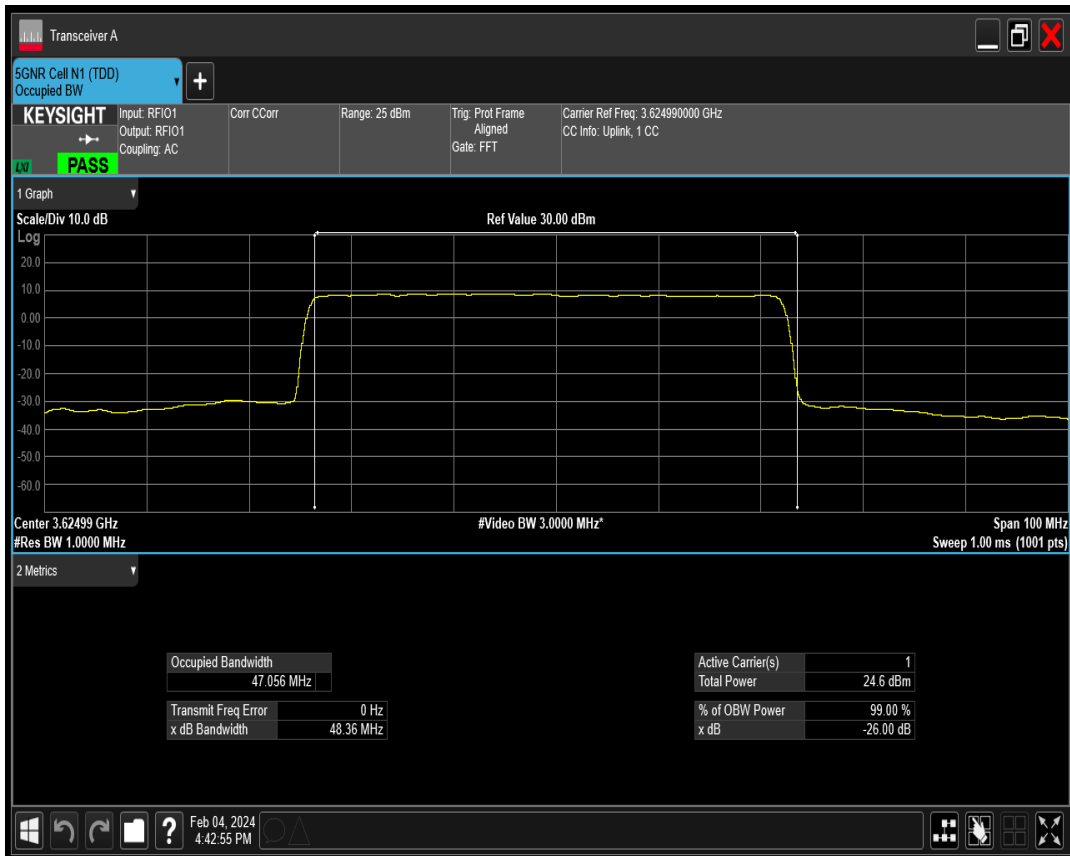 Transceiver A
5GNR Cell N1 (TDD)
Occupied BW
+
KEYSIGHT
LXI
PASS
Input: RFIO1
Output: RFIO1
Coupling: AC
Corr CCorr
Range: 25 dBm
Trig: Prot Frame
Aligned
Gate: FFT
Carrier Ref Freq: 3.624990000 GHz
CC Info: Uplink, 1 CC
1 Graph
Scale/Div 10.0 dB
Ref Value 30.00 dBm
Log
20.0
10.0
0.00
-10.0
-20.0
-30.0
-40.0
-50.0
-60.0
Center 3.62499 GHz
#Video BW 3.0000 MHz*
Span 100 MHz
#Res BW 1.0000 MHz
Sweep 1.00 ms (1001 pts)
2 Metrics
Occupied Bandwidth
47.056 MHz
Transmit Freq Error 0 Hz
x dB Bandwidth 48.36 MHz
Active Carrier(s) 1
Total Power 24.6 dBm
% of OBW Power 99.00 %
x dB -26.00 dB
?
Feb 04, 2024
4:42:55 PM